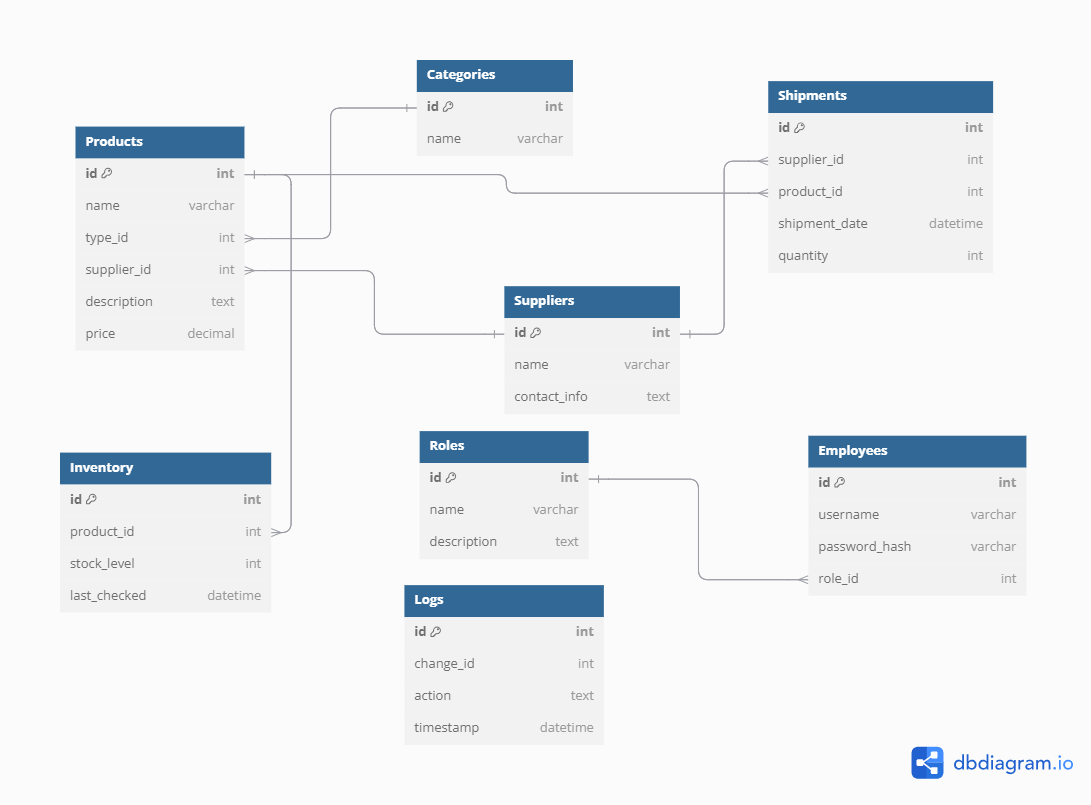 Categories
id int
name varchar
Shipments
id int
supplier_id int
product_id int
shipment_date datetime
quantity int
Products
id int
name varchar
type_id int
supplier_id int
description text
price decimal
Suppliers
id int
name varchar
contact_info text
Roles
id int
name varchar
description text
Employees
id int
username varchar
password_hash varchar
role_id int
Inventory
id int
product_id int
stock_level int
last_checked datetime
Logs
id int
change_id int
action text
timestamp datetime
dbdiagram.io